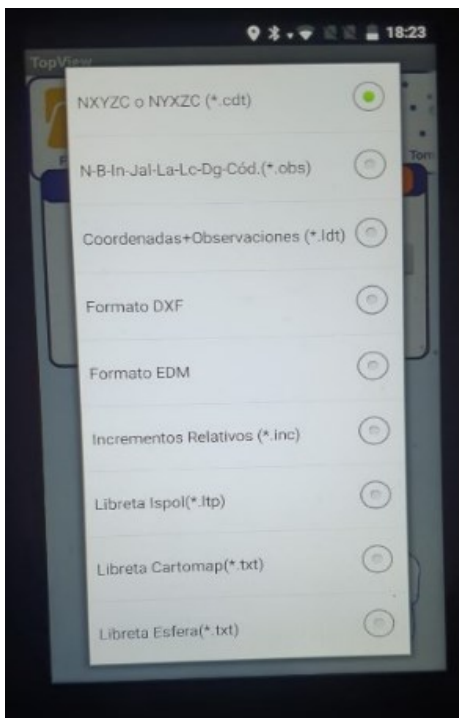 18:23
TopView
NXYZC o NYXZC (*.cdt)
N-B-In-Jal-La-Lc-Dg-Cód.(*.obs)
Coordenadas+Observaciones (*.ldt)
Formato DXF
Formato EDM
Incrementos Relativos (*.inc)
Libreta Ispol(*.ltp)
Libreta Cartomap(*.txt)
Libreta Esfera(*.txt)